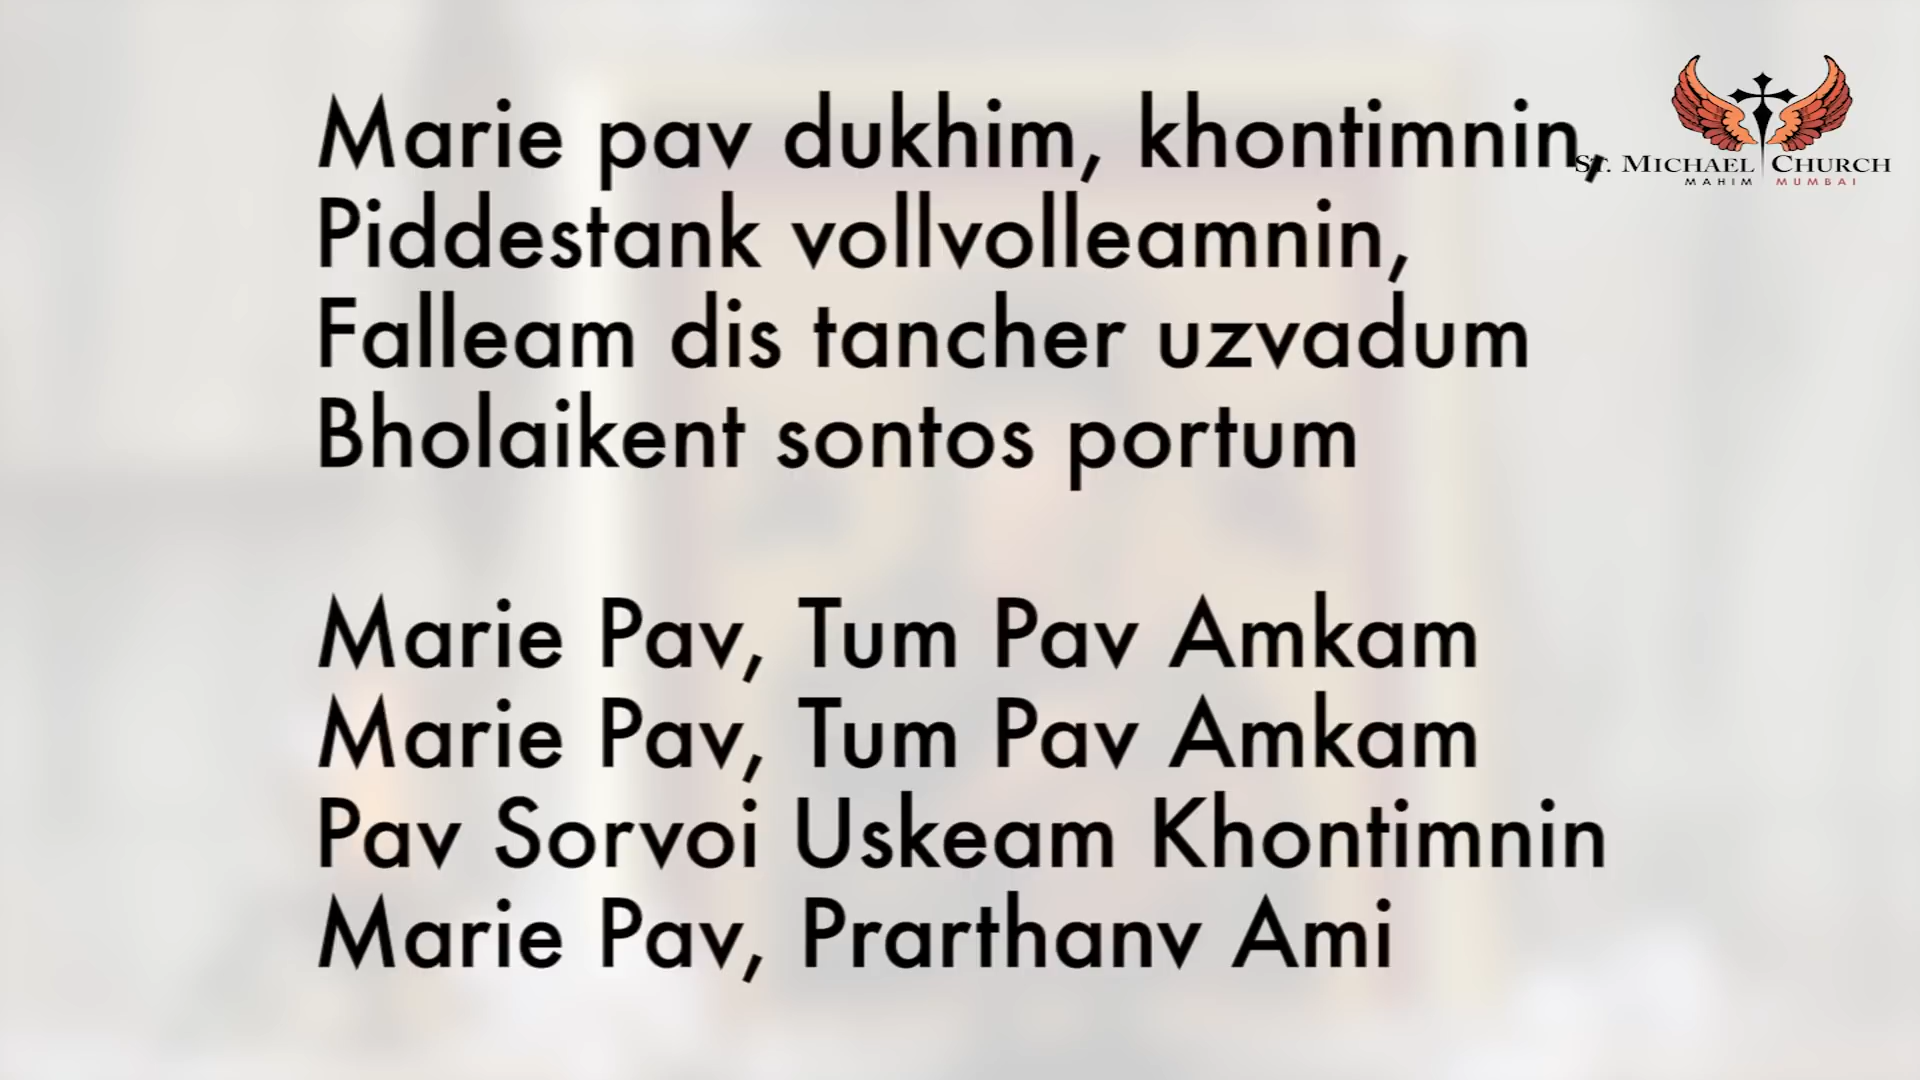 Marie pav dukhim, khontimnin,
Piddestank vollvolleamnin,
Falleam dis tancher uzvadum
Bholaikent sontos portum
Marie Pav, Tum Pav Amkam
Marie Pav, Tum Pav Amkam
Pav Sorvoi Uskeam Khontimnin
Marie Pav, Prarthanv Ami
ST. MICHAEL CHURCH
MAHIM MUMBAI